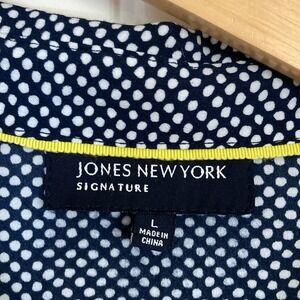 JONES NEW YORK
SIGNATURE
L
MADE IN
CHINA